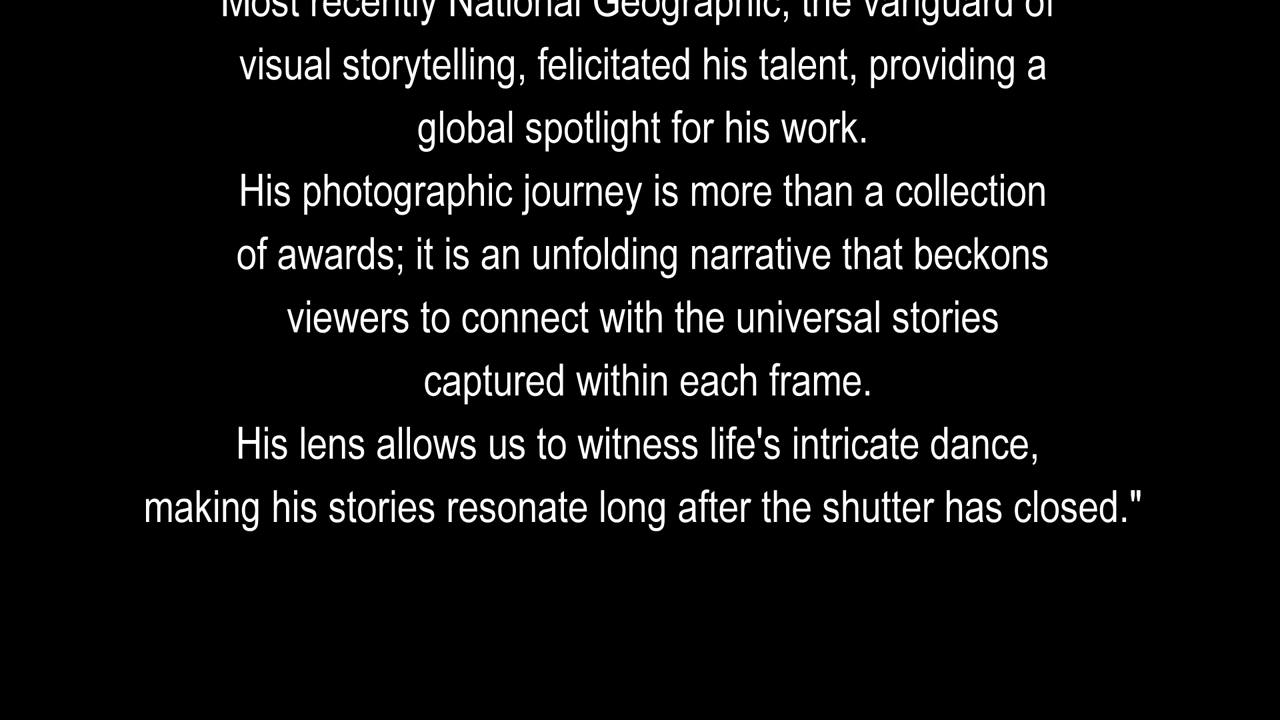 Most recently National Geographic, the vanguard of
visual storytelling, felicitated his talent, providing a
global spotlight for his work.
His photographic journey is more than a collection
of awards; it is an unfolding narrative that beckons
viewers to connect with the universal stories
captured within each frame.
His lens allows us to witness life's intricate dance,
making his stories resonate long after the shutter has closed."